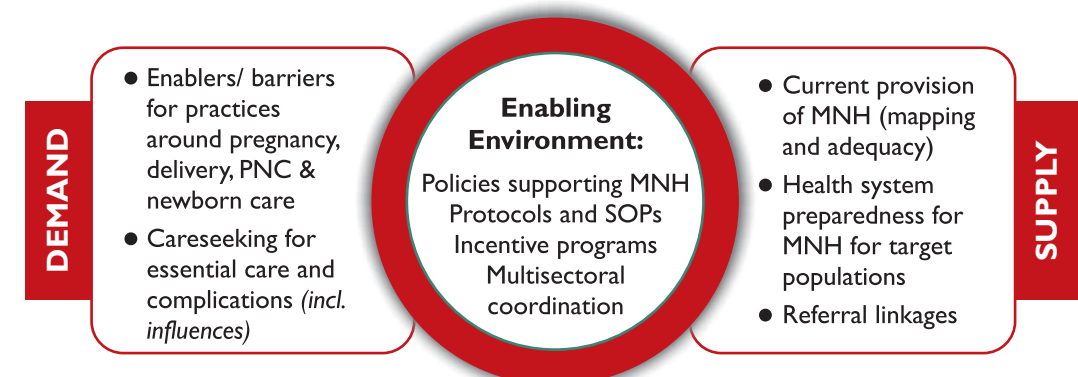 DEMAND
● Enablers/ barriers
for practices
around pregnancy,
delivery, PNC &
newborn care
● Careseeking for
essential care and
complications (incl.
influences)
Enabling
Environment:
Policies supporting MNH
Protocols and SOPs
Incentive programs
Multisectoral
coordination
● Current provision
of MNH (mapping
and adequacy)
● Health system
preparedness for
MNH for target
populations
● Referral linkages
SUPPLY